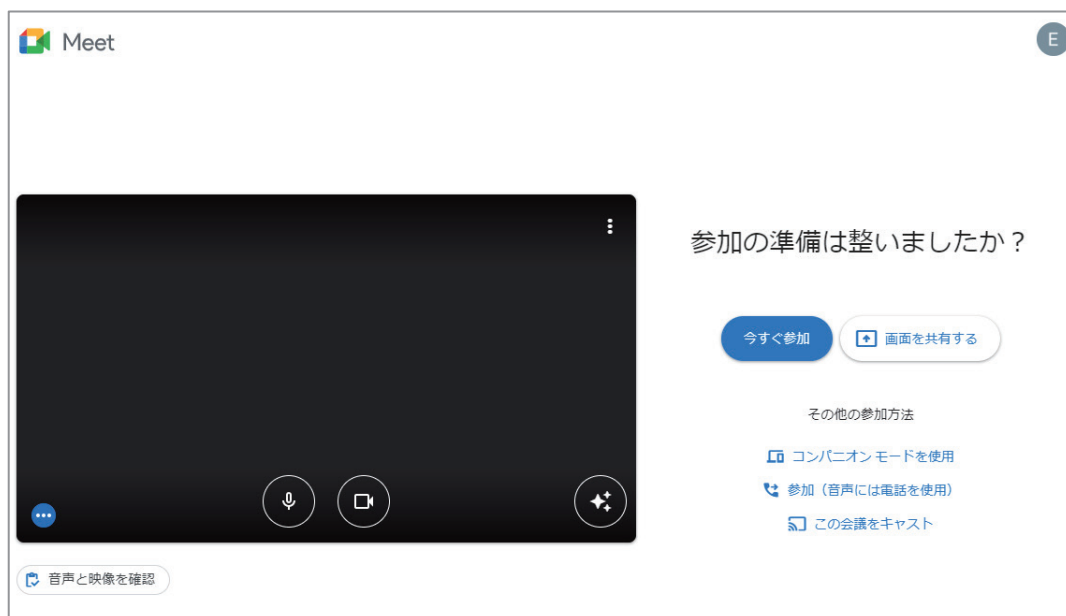 Meet
E
参加の準備は整いましたか？
今すぐ参加
画面を共有する
その他の参加方法
コンパニオン モードを使用
参加（音声には電話を使用）
この会議をキャスト
音声と映像を確認